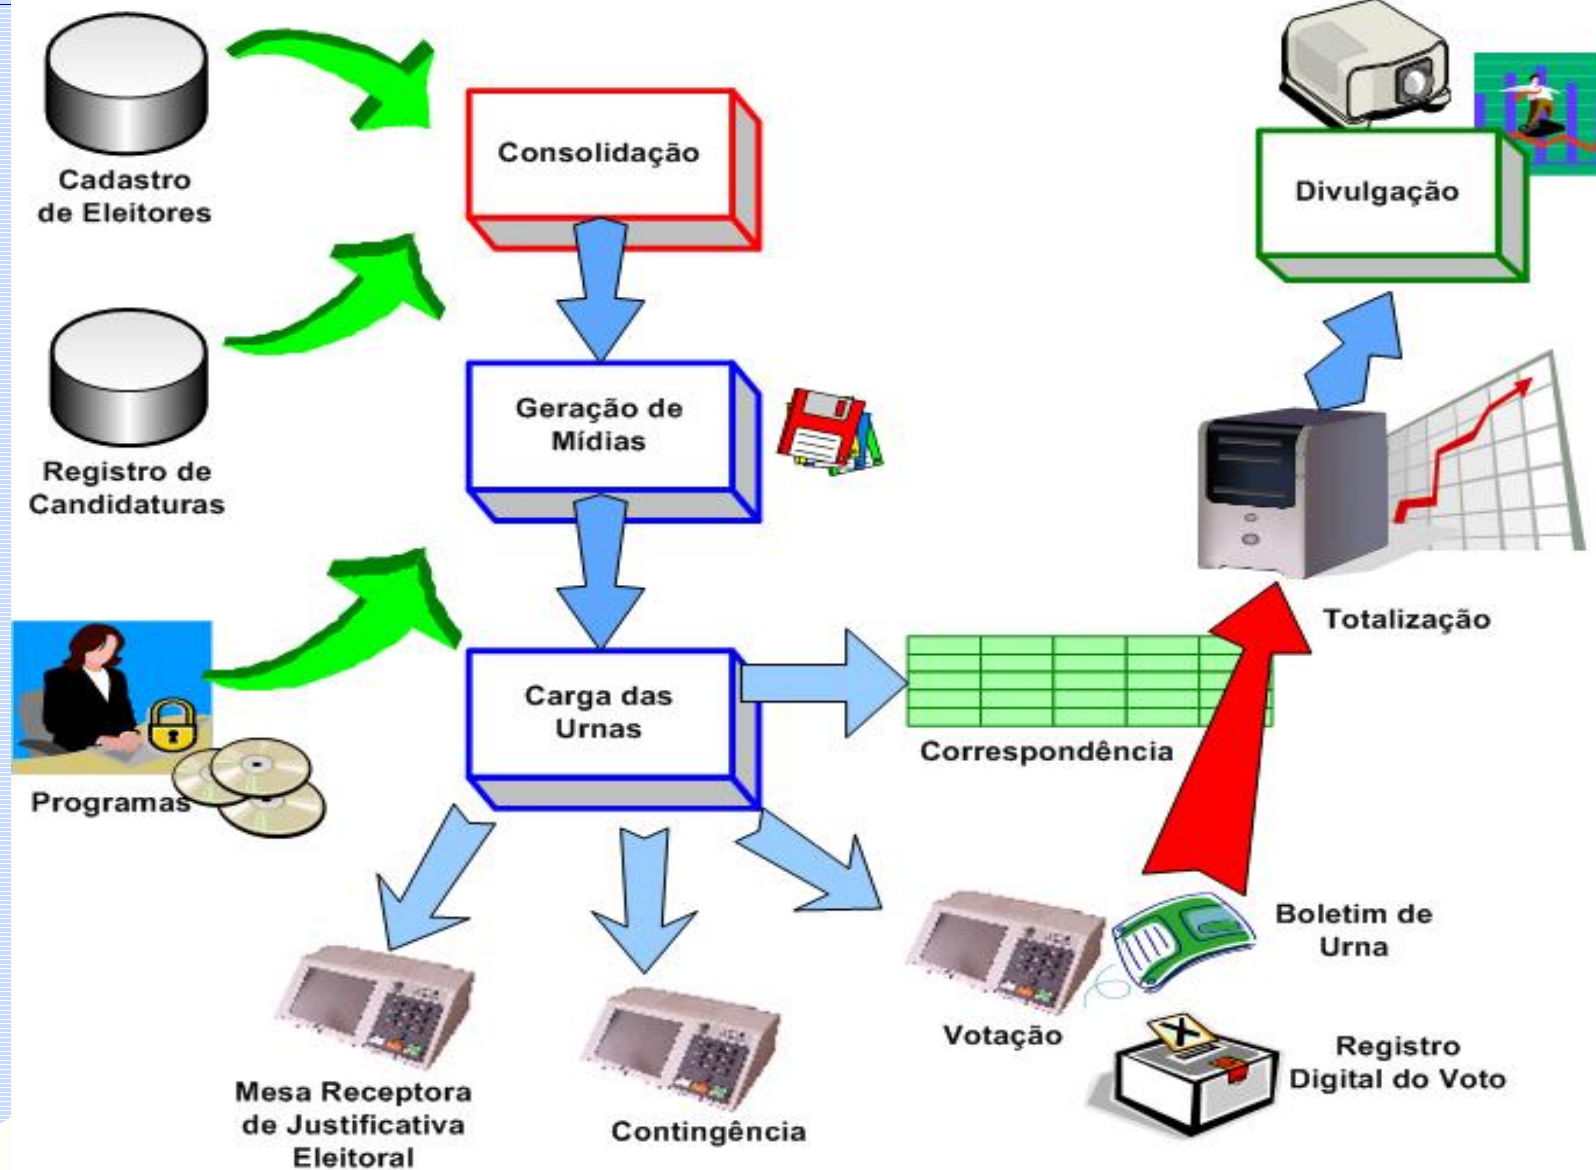 Cadastro
de Eleitores
Consolidação
Divulgação
Registro de
Candidaturas
Geração de
Mídias
Totalização
Programas
Carga das
Urnas
Correspondência
Boletim de
Urna
Votação
Registro
Digital do Voto
Mesa Receptora
de Justificativa
Eleitoral
Contingência